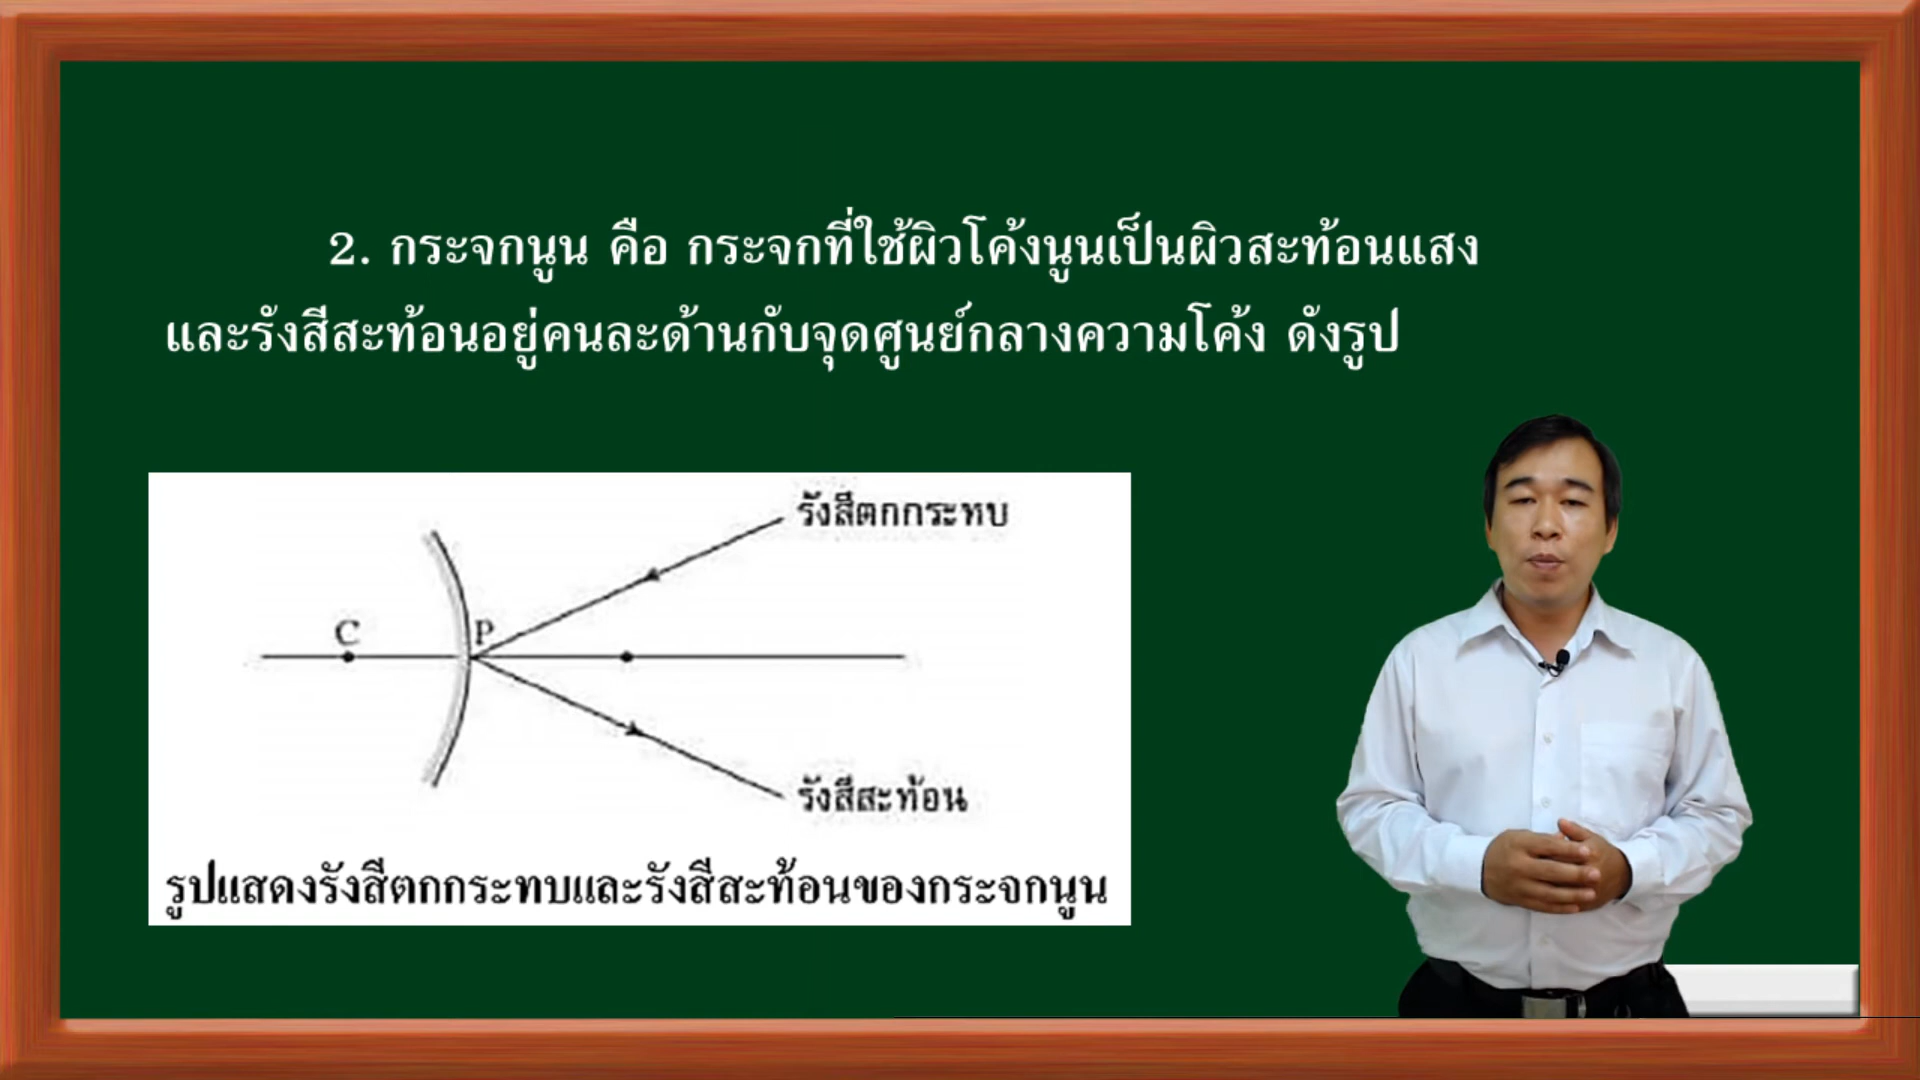 2. กระจกนูน คือ กระจกที่ใช้ผิวโค้งนูนเป็นผิวสะท้อนแสง
และรังสีสะท้อนอยู่คนละด้านกับจุดศูนย์กลางความโค้ง ดังรูป
รังสีตกกระทบ
C
P
รังสีสะท้อน
รูปแสดงรังสีตกกระทบและรังสีสะท้อนของกระจกนูน